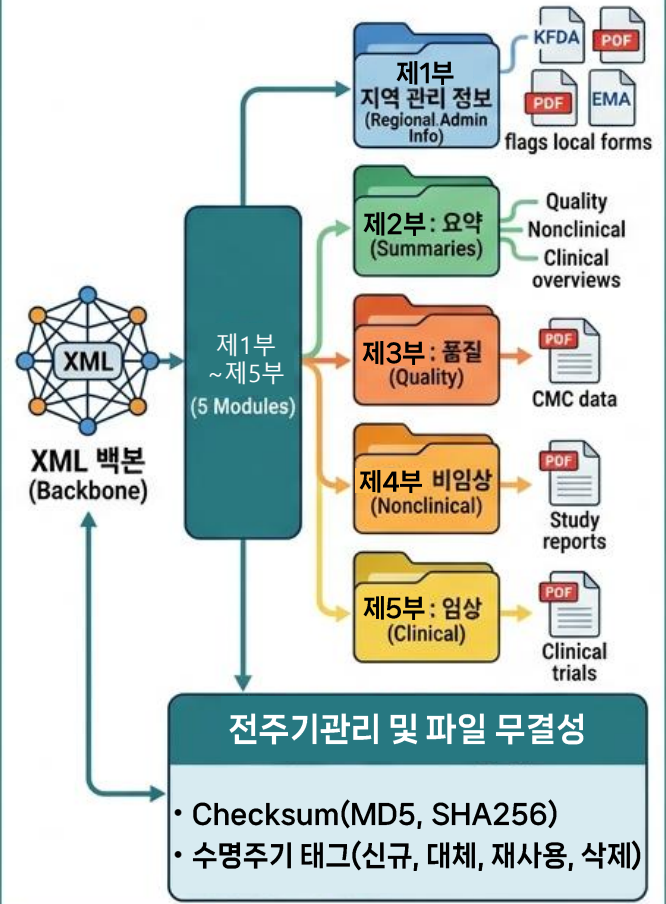 제1부
지역 관리 정보
(Regional.Admin
Info)
KFDA
PDF
PDF
EMA
flags local forms
제2부 : 요약
(Summaries)
Quality
Nonclinical
Clinical
overviews
XML
XML 백본
(Backbone)
제1부
~제5부
(5 Modules)
제3부 : 품질
(Quality)
PDF
CMC data
제4부 비임상
(Nonclinical)
PDF
Study
reports
제5부 : 임상
(Clinical)
PDF
Clinical
trials
전주기관리 및 파일 무결성
• Checksum(MD5, SHA256)
• 수명주기 태그(신규, 대체, 재사용, 삭제)